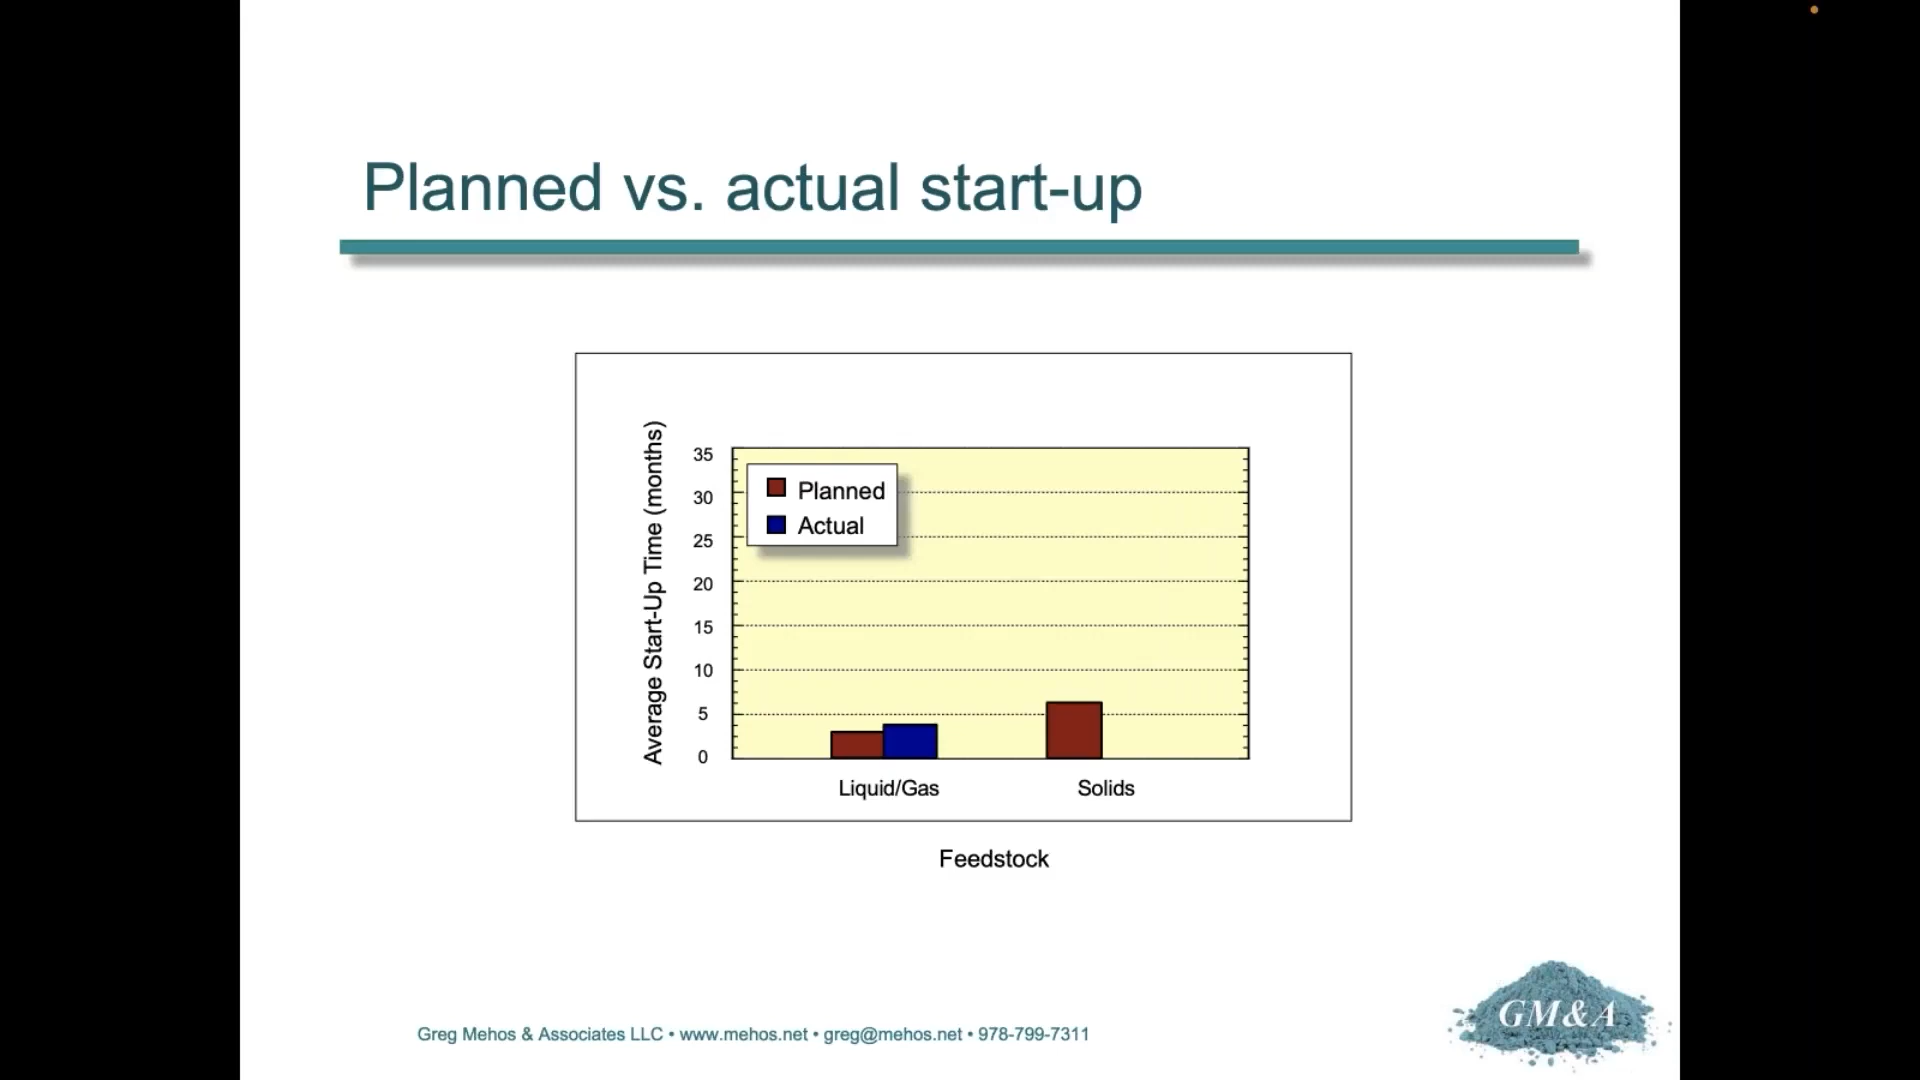 Planned vs. actual start-up
Average Start-Up Time (months)
35
30
25
20
15
10
5
0
Planned
Actual
Liquid/Gas
Solids
Feedstock
Greg Mehos & Associates LLC • www.mehos.net • greg@mehos.net • 978-799-7311
GM&A